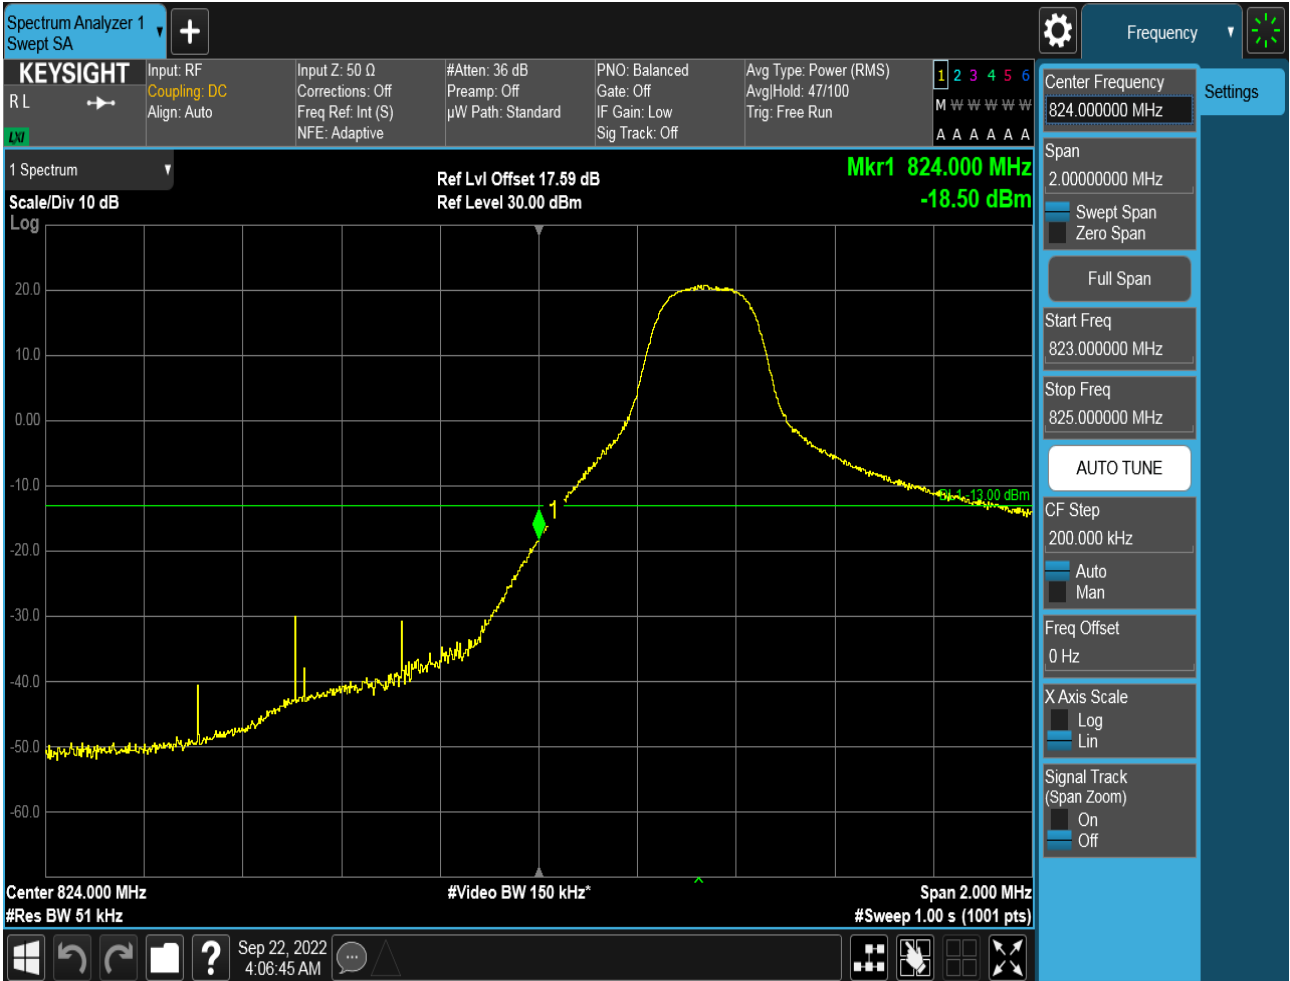 Spectrum Analyzer 1
Swept SA
Frequency
KEYSIGHT
R L
LXI
Input: RF
Coupling: DC
Align: Auto
Input Z: 50 Ω
Corrections: Off
Freq Ref: Int (S)
NFE: Adaptive
#Atten: 36 dB
Preamp: Off
µW Path: Standard
PNO: Balanced
Gate: Off
IF Gain: Low
Sig Track: Off
Avg Type: Power (RMS)
Avg|Hold: 47/100
Trig: Free Run
1 2 3 4 5 6
M W W W W W
A A A A A A
1 Spectrum
Scale/Div 10 dB
Log
Ref Lvl Offset 17.59 dB
Ref Level 30.00 dBm
Mkr1 824.000 MHz
-18.50 dBm
20.0
10.0
0.00
-10.0
-20.0
-30.0
-40.0
-50.0
-60.0
1
DL1 -13.00 dBm
Center 824.000 MHz
#Res BW 51 kHz
#Video BW 150 kHz*
Span 2.000 MHz
#Sweep 1.00 s (1001 pts)
Center Frequency
824.000000 MHz
Settings
Span
2.00000000 MHz
Swept Span
Zero Span
Full Span
Start Freq
823.000000 MHz
Stop Freq
825.000000 MHz
AUTO TUNE
CF Step
200.000 kHz
Auto
Man
Freq Offset
0 Hz
X Axis Scale
Log
Lin
Signal Track
(Span Zoom)
On
Off
?
Sep 22, 2022
4:06:45 AM